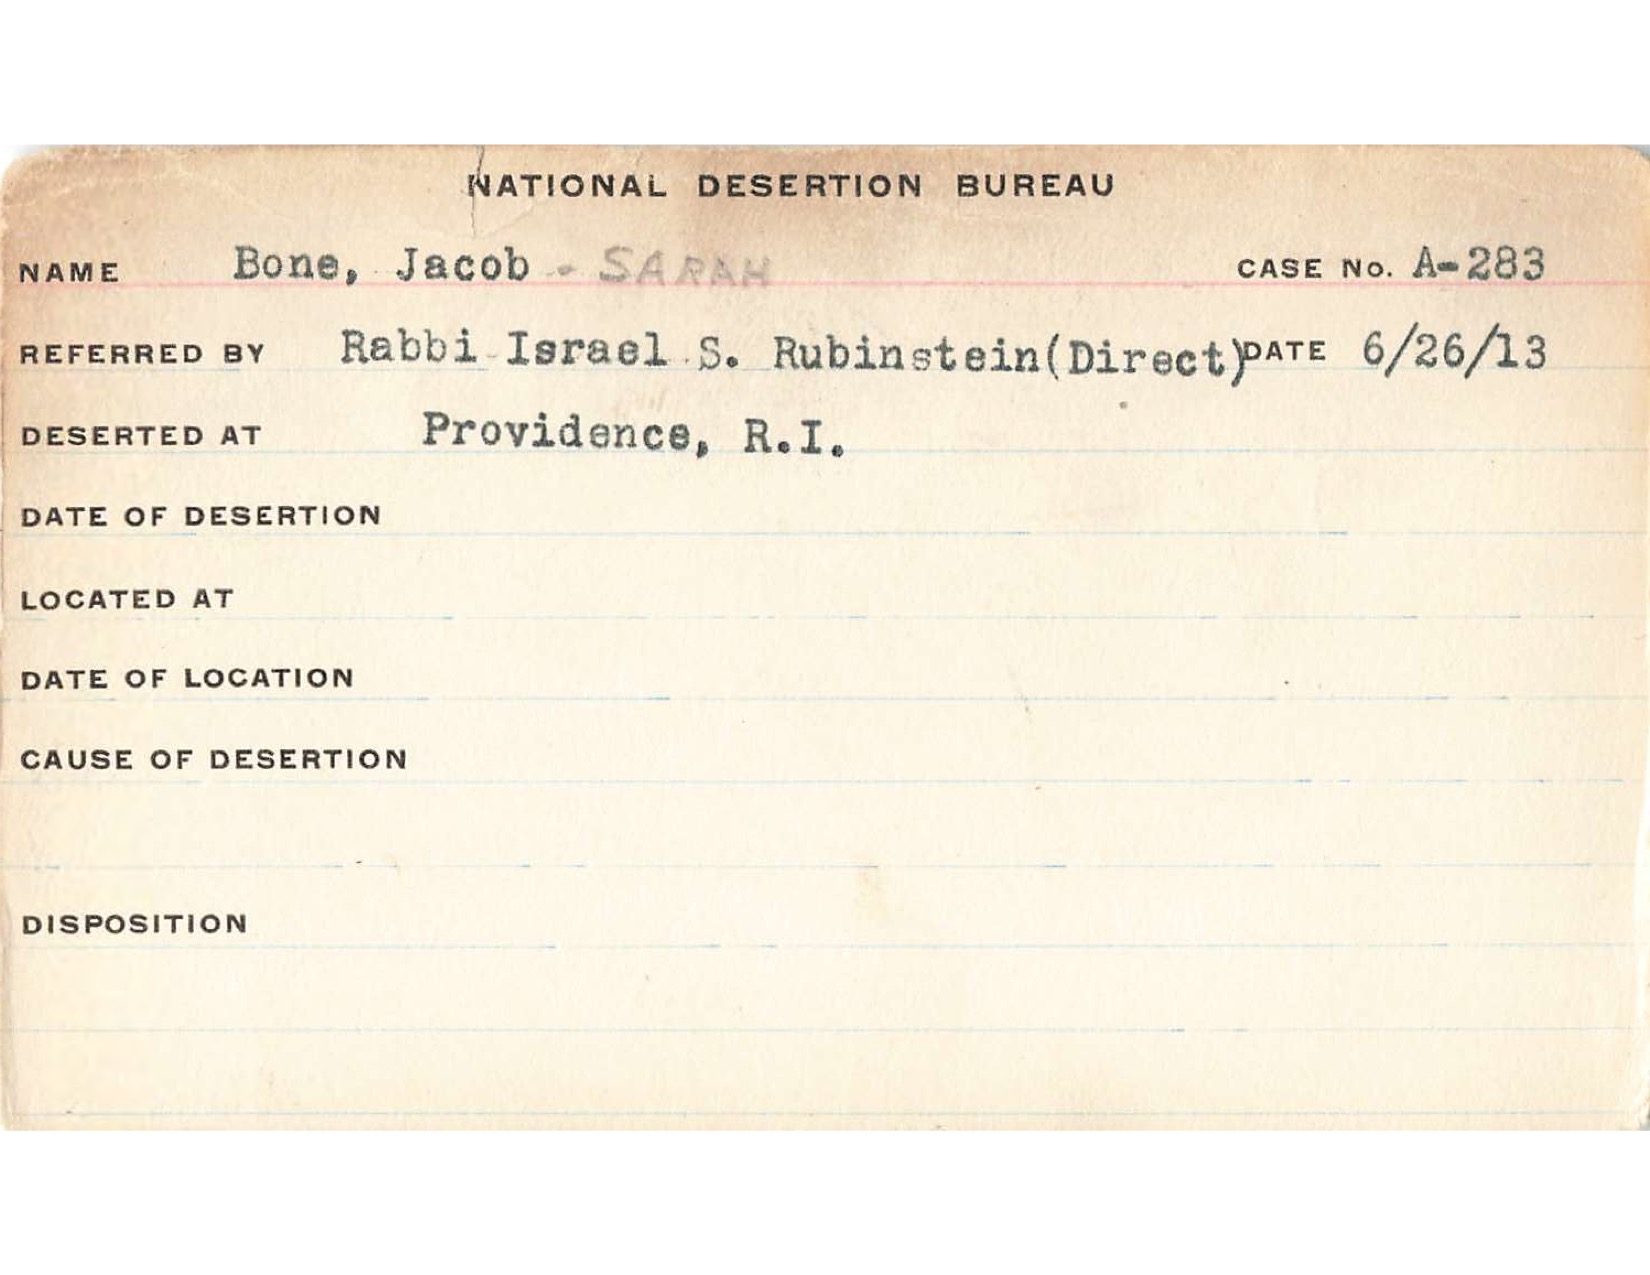 NATIONAL DESERTION BUREAU
NAME Bone, Jacob - SARAH CASE No. A-283
REFERRED BY Rabbi Israel S. Rubinstein(Direct) DATE 6/26/13
DESERTED AT Providence, R.I.
DATE OF DESERTION
LOCATED AT
DATE OF LOCATION
CAUSE OF DESERTION
DISPOSITION